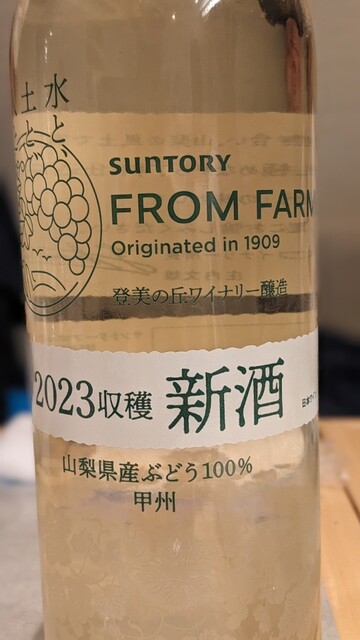 水と、
土と、
SUNTORY
FROM FARM
Originated in 1909
登美の丘ワイナリー醸造
2023収穫 新酒
山梨県産ぶどう100%
甲州